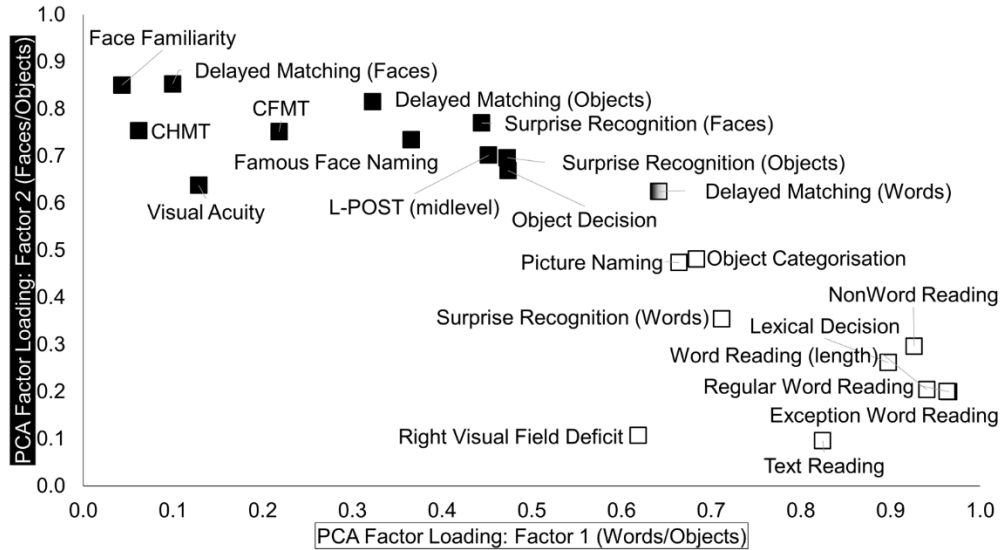 1.0
0.9
0.8
0.7
0.6
0.5
0.4
0.3
0.2
0.1
0.0
PCA Factor Loading: Factor 2 (Faces/Objects)
Face Familiarity
Delayed Matching (Faces)
Delayed Matching (Objects)
CFMT
CHMT
Surprise Recognition (Faces)
Famous Face Naming
Surprise Recognition (Objects)
Visual Acuity
L-POST (midlevel)
Delayed Matching (Words)
Object Decision
Picture Naming
Object Categorisation
NonWord Reading
Surprise Recognition (Words)
Lexical Decision
Word Reading (length)
Regular Word Reading
Exception Word Reading
Right Visual Field Deficit
Text Reading
0.0 0.1 0.2 0.3 0.4 0.5 0.6 0.7 0.8 0.9 1.0
PCA Factor Loading: Factor 1 (Words/Objects)